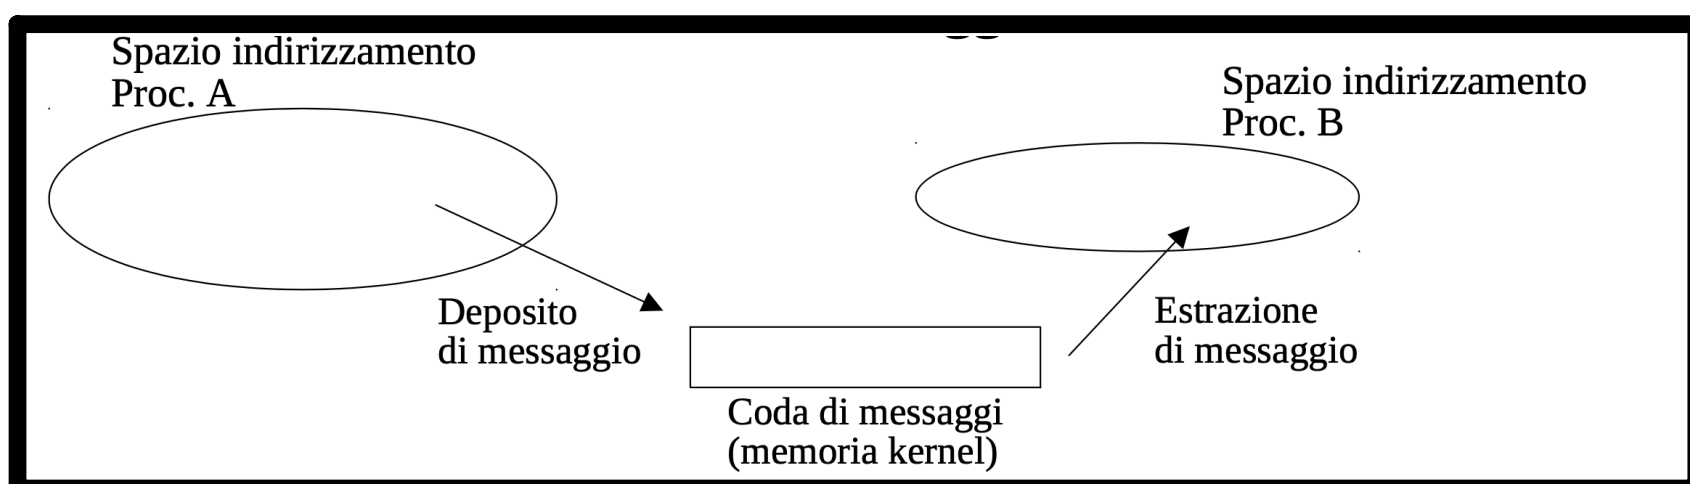 Spazio indirizzamento
Proc. A
Spazio indirizzamento
Proc. B
Deposito
di messaggio
Estrazione
di messaggio
Coda di messaggi
(memoria kernel)